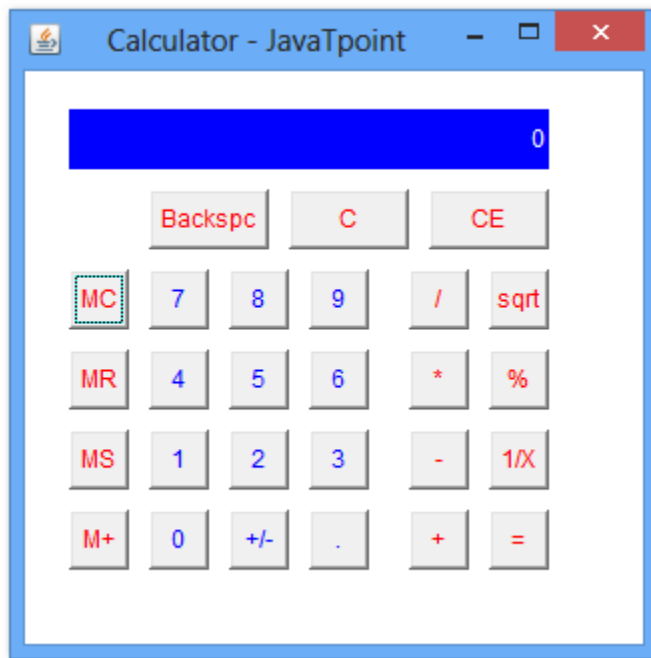 Calculator - JavaTpoint
0
Backspc C CE
MC 7 8 9 / sqrt
MR 4 5 6 * %
MS 1 2 3 - 1/X
M+ 0 +/- . + =